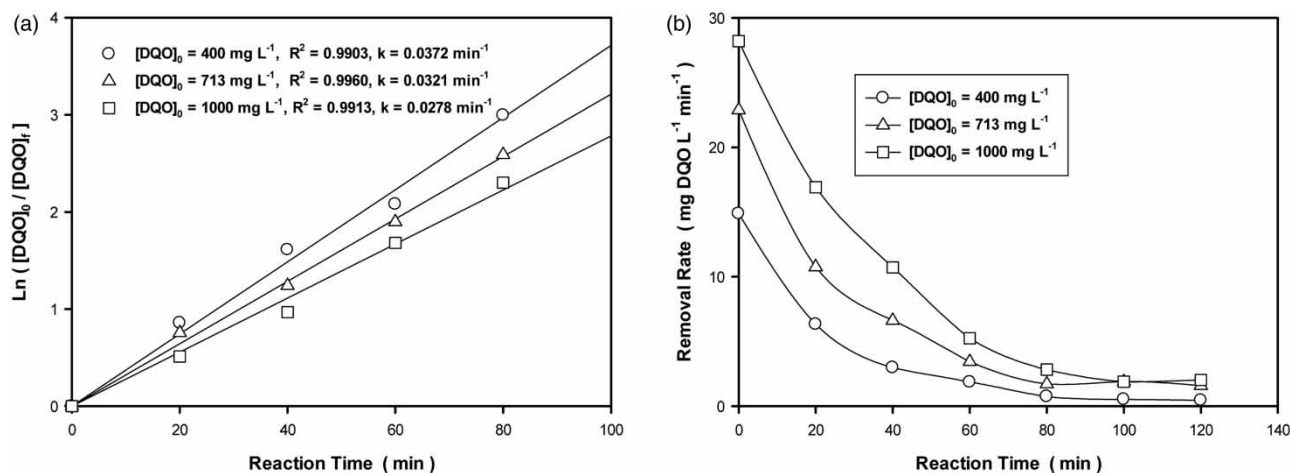 (a)
4
3
2
1
0
Ln ( [DQO]₀ / [DQO]f )
[DQO]₀ = 400 mg L⁻¹, R² = 0.9903, k = 0.0372 min⁻¹
[DQO]₀ = 713 mg L⁻¹, R² = 0.9960, k = 0.0321 min⁻¹
[DQO]₀ = 1000 mg L⁻¹, R² = 0.9913, k = 0.0278 min⁻¹
0 20 40 60 80 100
Reaction Time ( min )
(b)
30
20
10
0
Removal Rate ( mg DQO L⁻¹ min⁻¹ )
[DQO]₀ = 400 mg L⁻¹
[DQO]₀ = 713 mg L⁻¹
[DQO]₀ = 1000 mg L⁻¹
0 20 40 60 80 100 120 140
Reaction Time ( min )